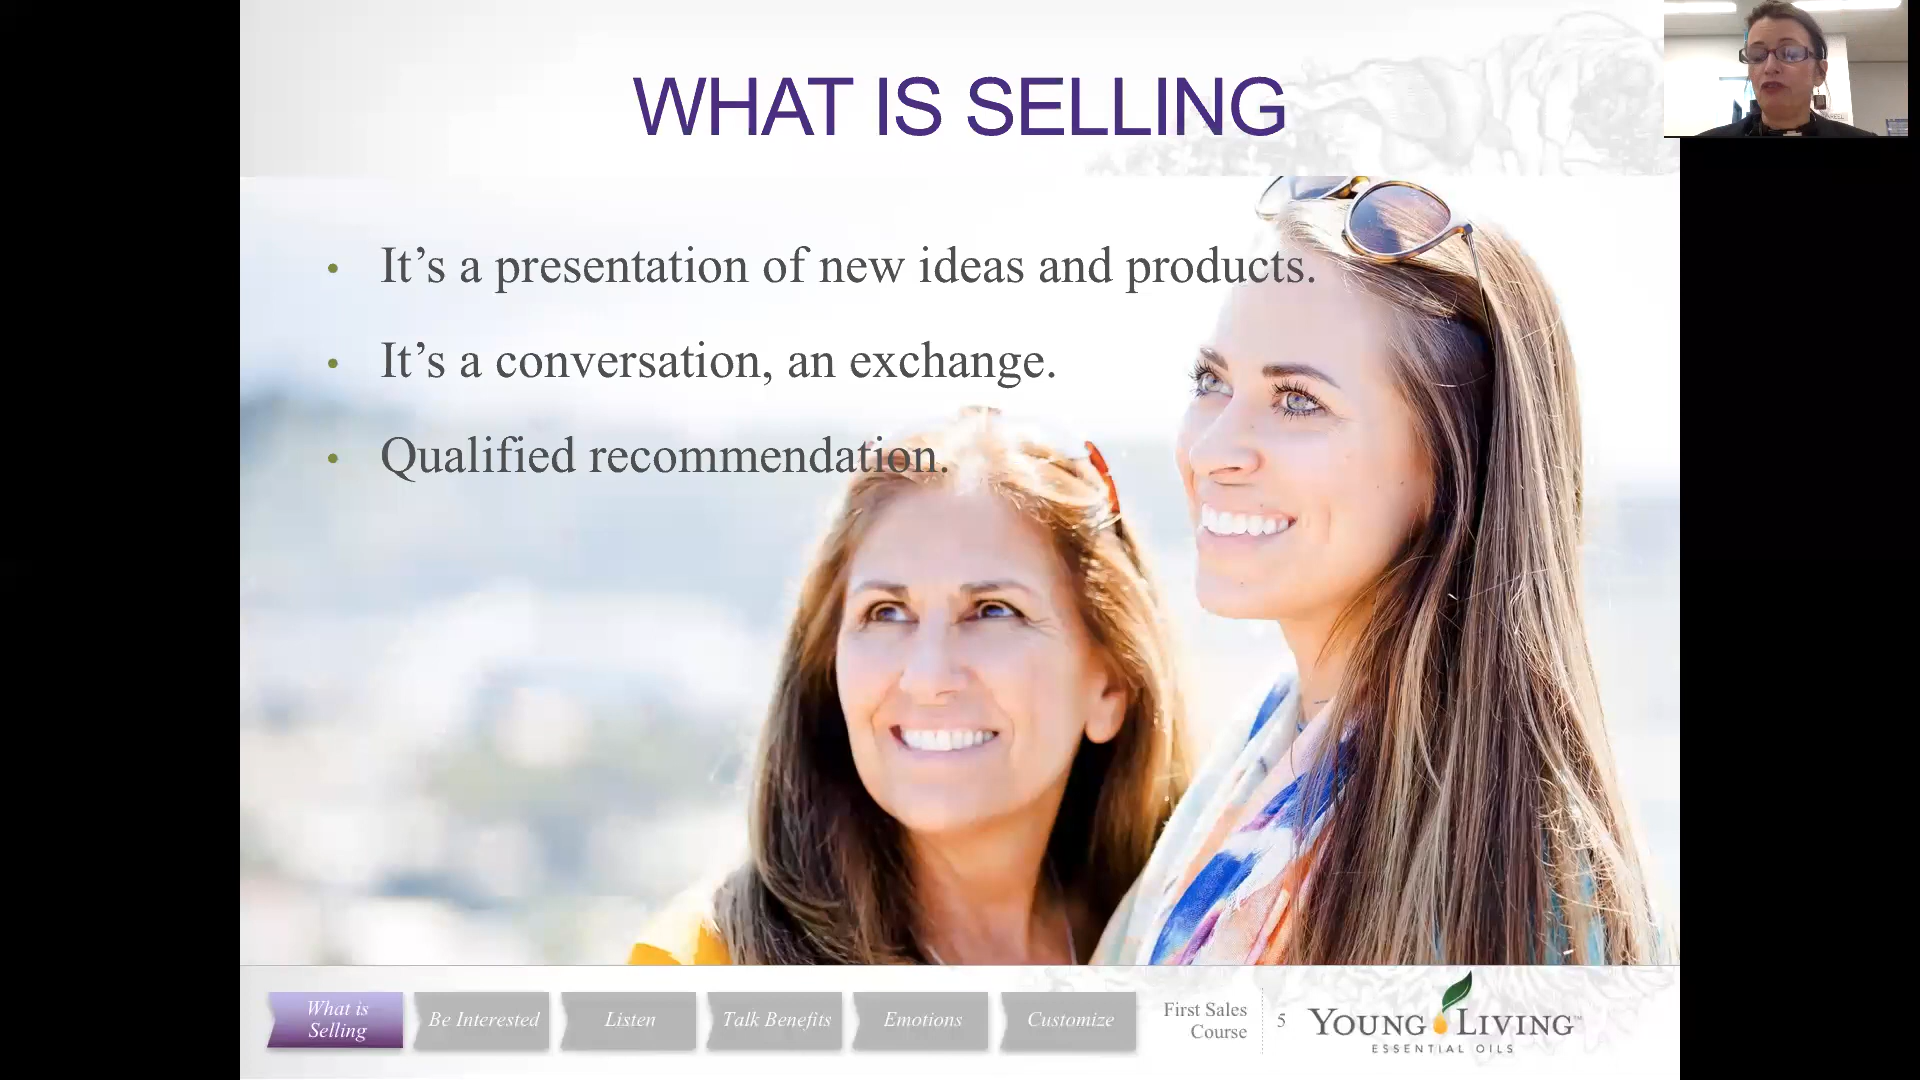 WHAT IS SELLING
• It’s a presentation of new ideas and products.
• It’s a conversation, an exchange.
• Qualified recommendation.
What is
Selling
Be Interested
Listen
Talk Benefits
Emotions
Customize
First Sales
Course
5
YOUNG LIVING™
ESSENTIAL OILS